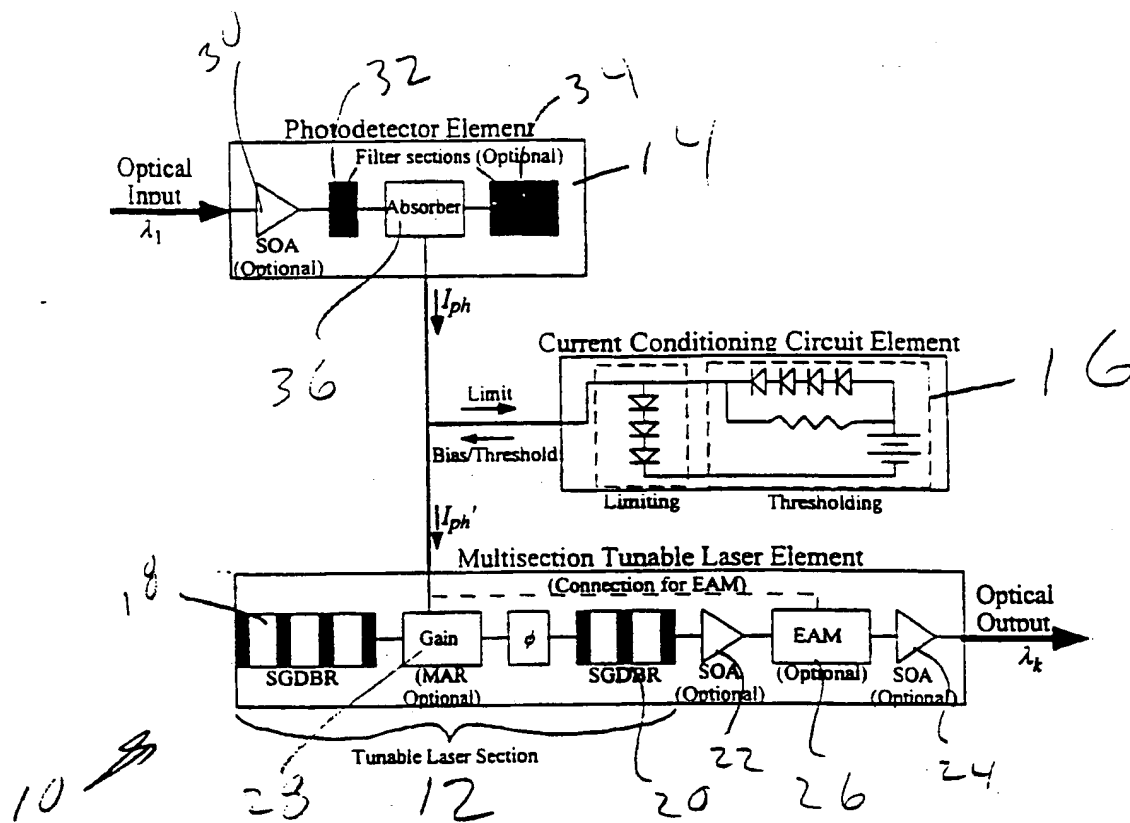 30
32
34
Photodetector Element
14
Optical
Input
λ1
Filter sections (Optional)
Absorber
SOA
(Optional)
36
Iph
Current Conditioning Circuit Element
16
Limit
Bias/Threshold
Limiting
Thresholding
Iph'
Multisection Tunable Laser Element
(Connection for EAM)
18
Optical
Output
λk
Gain
ϕ
EAM
SGDBR
(MAR
Optional)
SGDBR
SOA
(Optional)
(Optional)
SOA
(Optional)
Tunable Laser Section
10
28
12
20
22
26
24